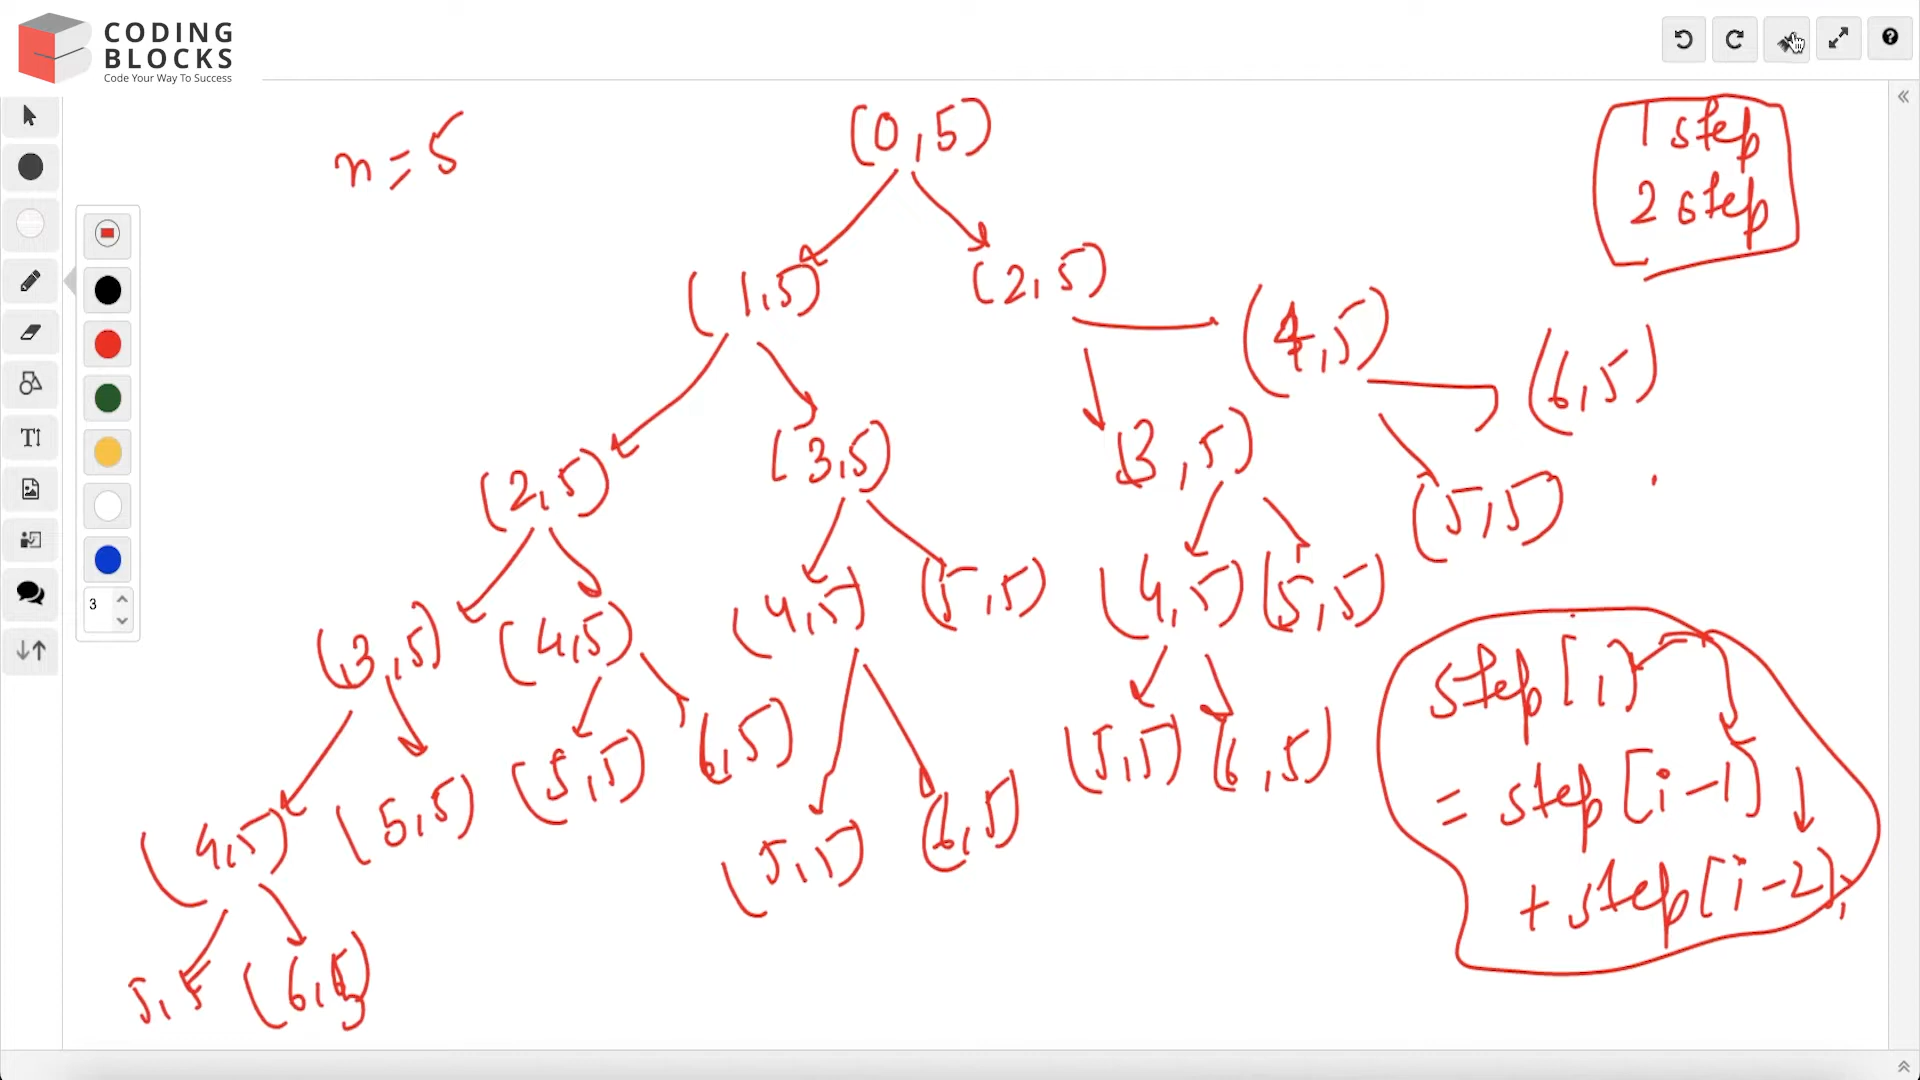 CODING
BLOCKS
Code Your Way To Success
n=5
(0,5)
1 step
2 step
(1,5)
(2,5)
(4,5)
(6,5)
(2,5)
(3,5)
(3,5)
(5,5)
(3,5)
(4,5)
(4,5)
(5,5)
(4,5)
(5,5)
(4,5)
(5,5)
(5,5)
(6,5)
(5,5)
(6,5)
(5,5)
(6,5)
5,5
(6,5)
step[i]
= step[i-1]
+ step[i-2];
T
3